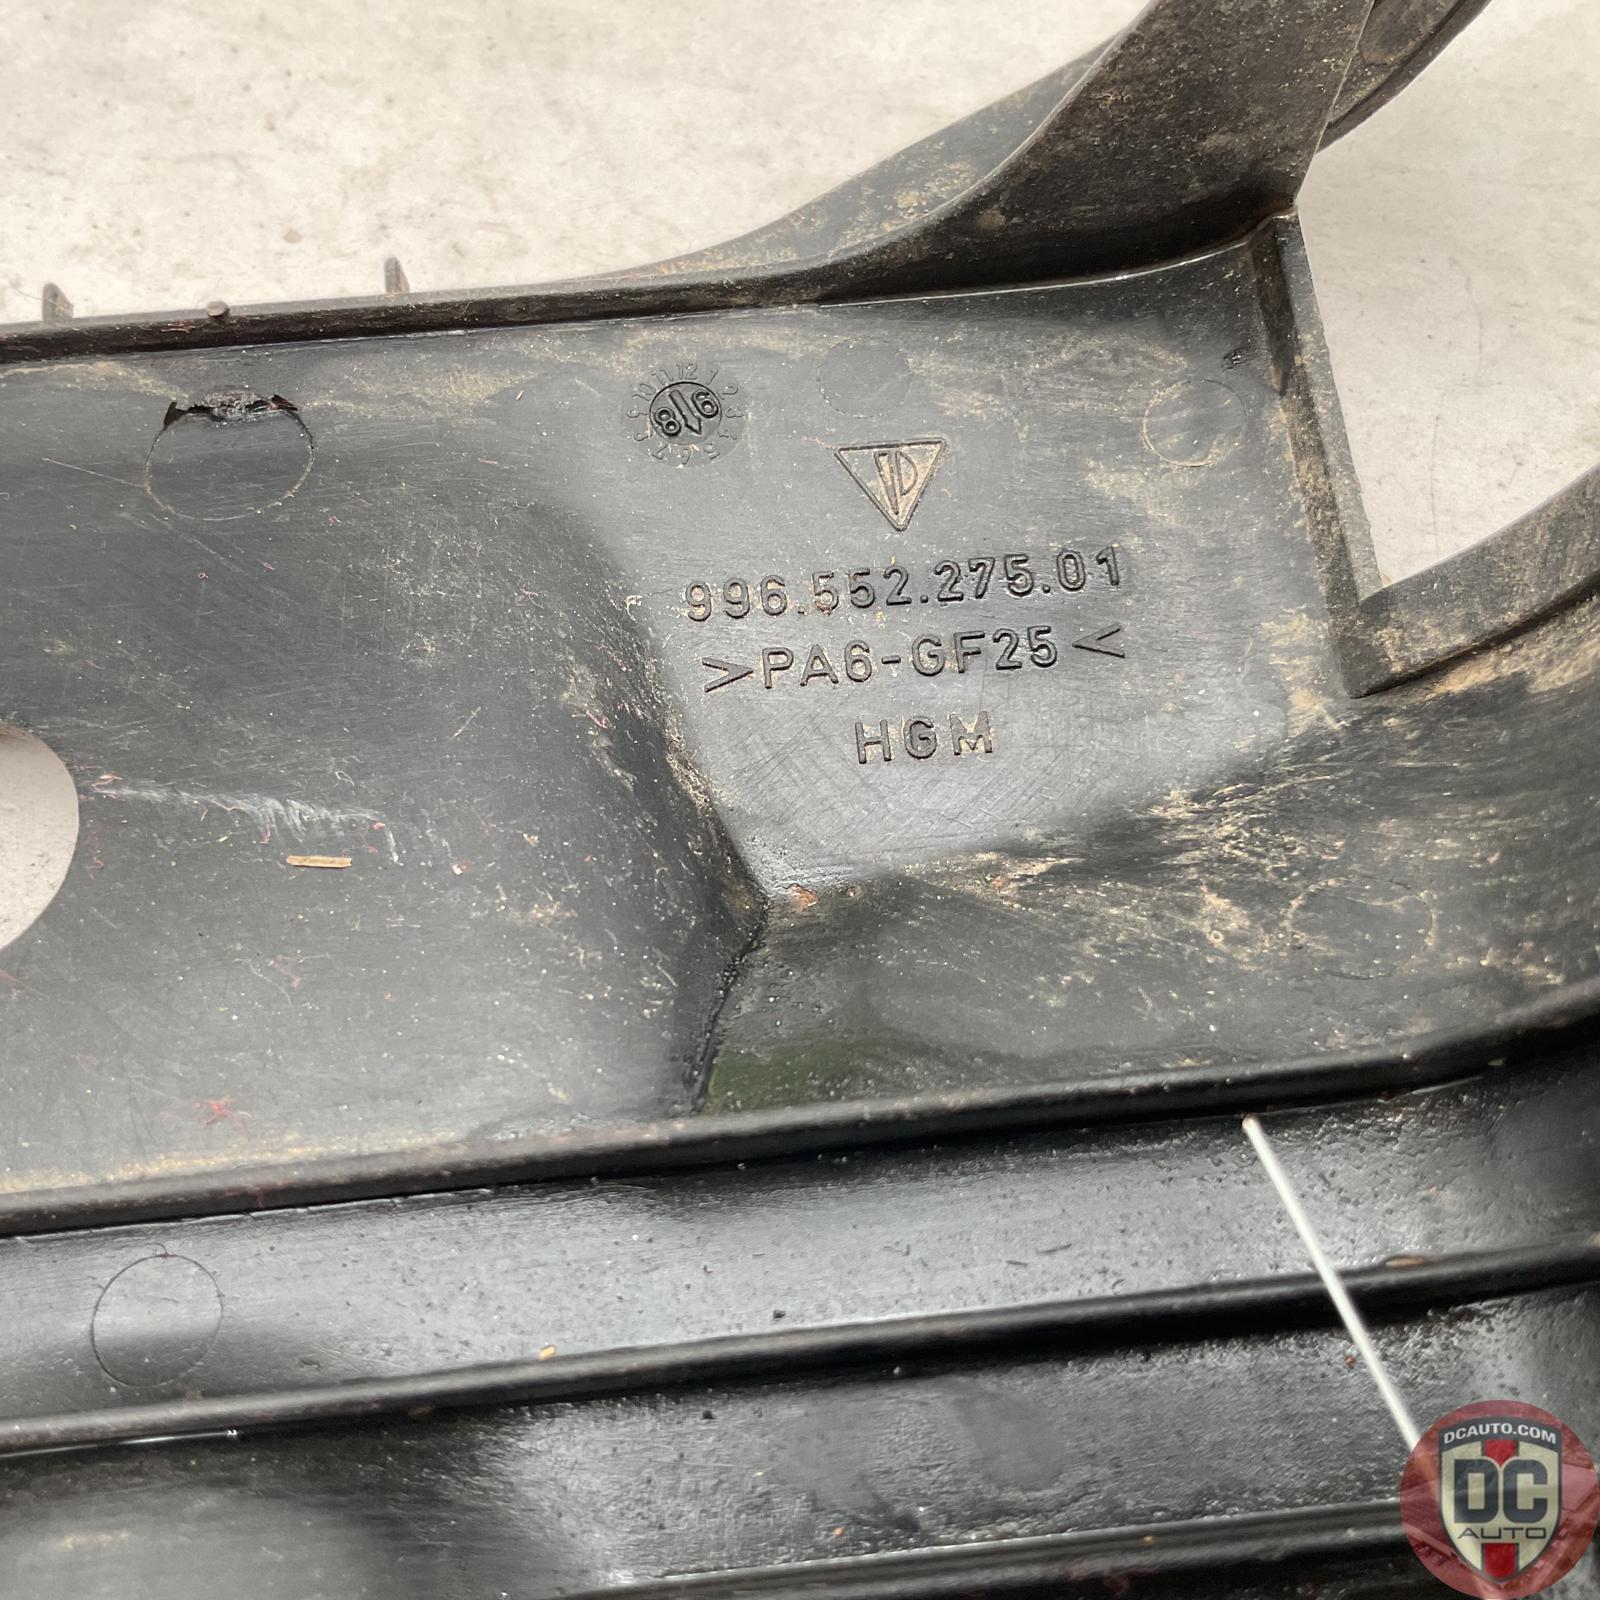 996.552.275.01
>PA6-GF25<
HGM
DCAUTO.COM
DC
AUTO